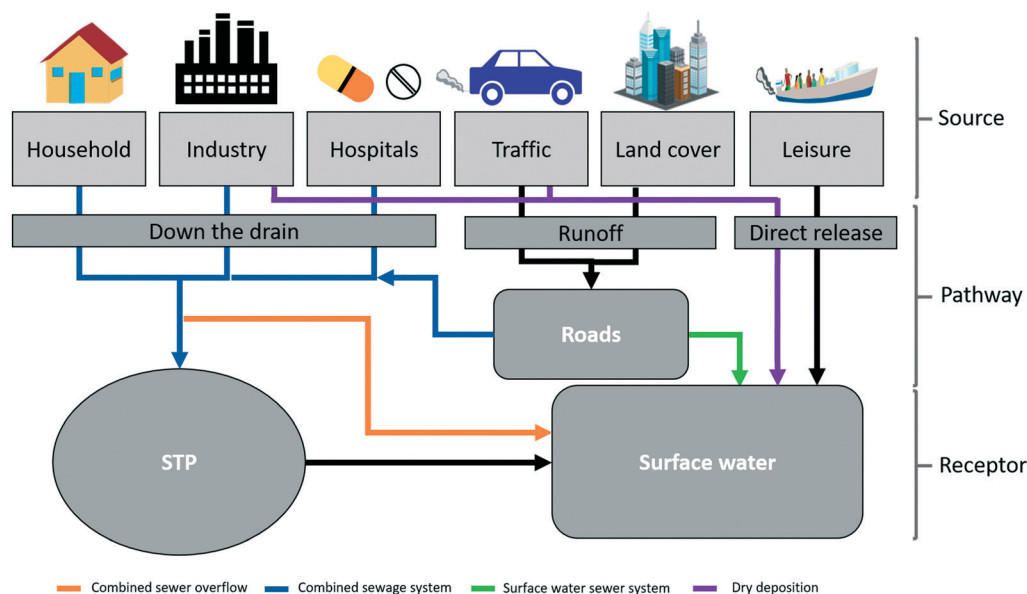 Source
Household
Industry
Hospitals
Traffic
Land cover
Leisure
Down the drain
Runoff
Direct release
Pathway
Roads
STP
Surface water
Receptor
Combined sewer overflow
Combined sewage system
Surface water sewer system
Dry deposition